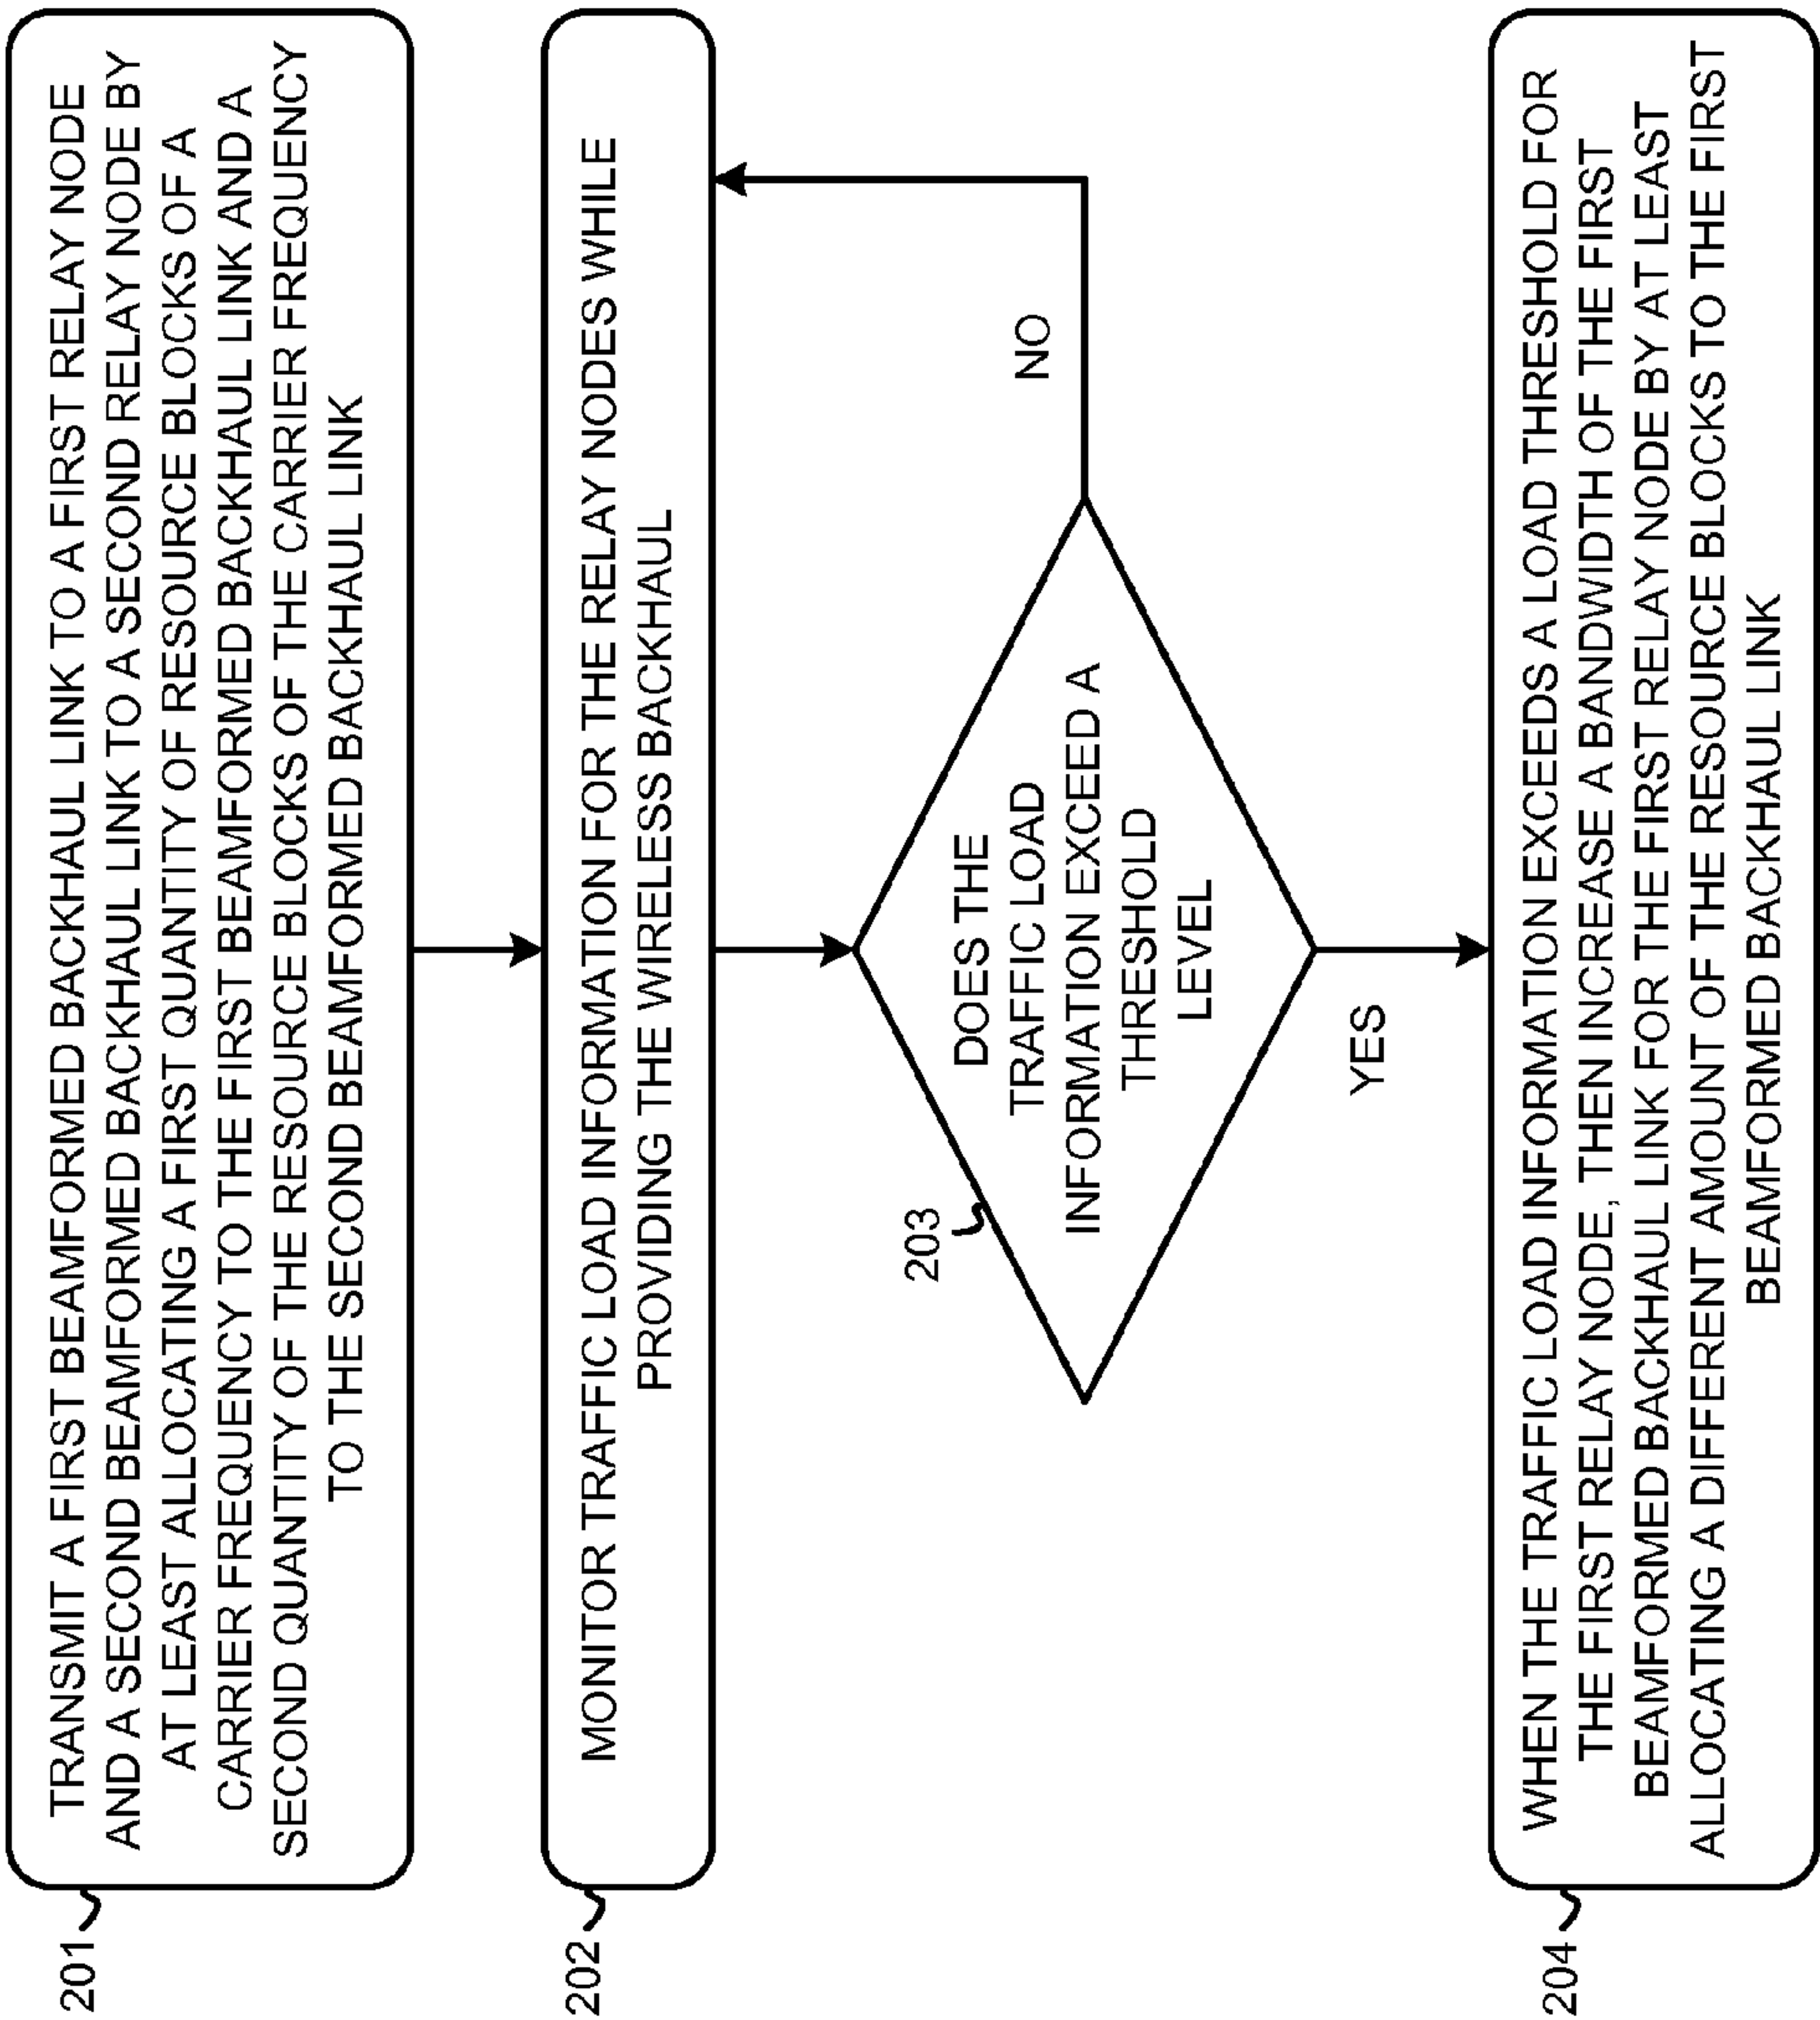 201
TRANSMIT A FIRST BEAMFORMED BACKHAUL LINK TO A FIRST RELAY NODE
AND A SECOND BEAMFORMED BACKHAUL LINK TO A SECOND RELAY NODE BY
AT LEAST ALLOCATING A FIRST QUANTITY OF RESOURCE BLOCKS OF A
CARRIER FREQUENCY TO THE FIRST BEAMFORMED BACKHAUL LINK AND A
SECOND QUANTITY OF THE RESOURCE BLOCKS OF THE CARRIER FREQUENCY
TO THE SECOND BEAMFORMED BACKHAUL LINK
202
MONITOR TRAFFIC LOAD INFORMATION FOR THE RELAY NODES WHILE
PROVIDING THE WIRELESS BACKHAUL
203
DOES THE
TRAFFIC LOAD
INFORMATION EXCEED A
THRESHOLD
LEVEL
NO
YES
204
WHEN THE TRAFFIC LOAD INFORMATION EXCEEDS A LOAD THRESHOLD FOR
THE FIRST RELAY NODE, THEN INCREASE A BANDWIDTH OF THE FIRST
BEAMFORMED BACKHAUL LINK FOR THE FIRST RELAY NODE BY AT LEAST
ALLOCATING A DIFFERENT AMOUNT OF THE RESOURCE BLOCKS TO THE FIRST
BEAMFORMED BACKHAUL LINK